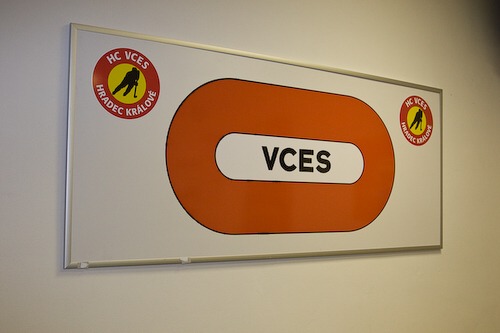 HC VCES
HRADEC KRÁLOVÉ
VCES
HC VCES
HRADEC KRÁLOVÉ